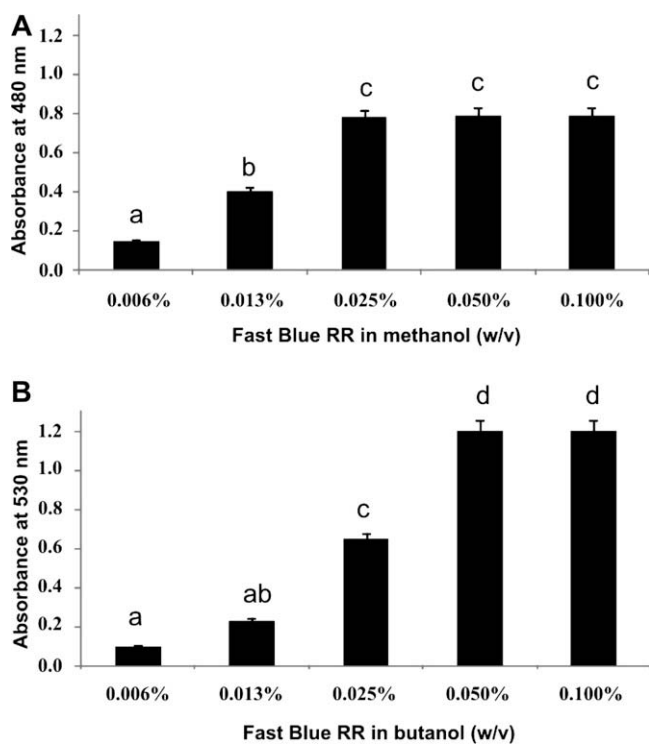 A
Absorbance at 480 nm
1.2
1.0
0.8
0.6
0.4
0.2
0.0
a
b
c
c
c
0.006% 0.013% 0.025% 0.050% 0.100%
Fast Blue RR in methanol (w/v)
B
Absorbance at 530 nm
1.2
1.0
0.8
0.6
0.4
0.2
0.0
a
ab
c
d
d
0.006% 0.013% 0.025% 0.050% 0.100%
Fast Blue RR in butanol (w/v)